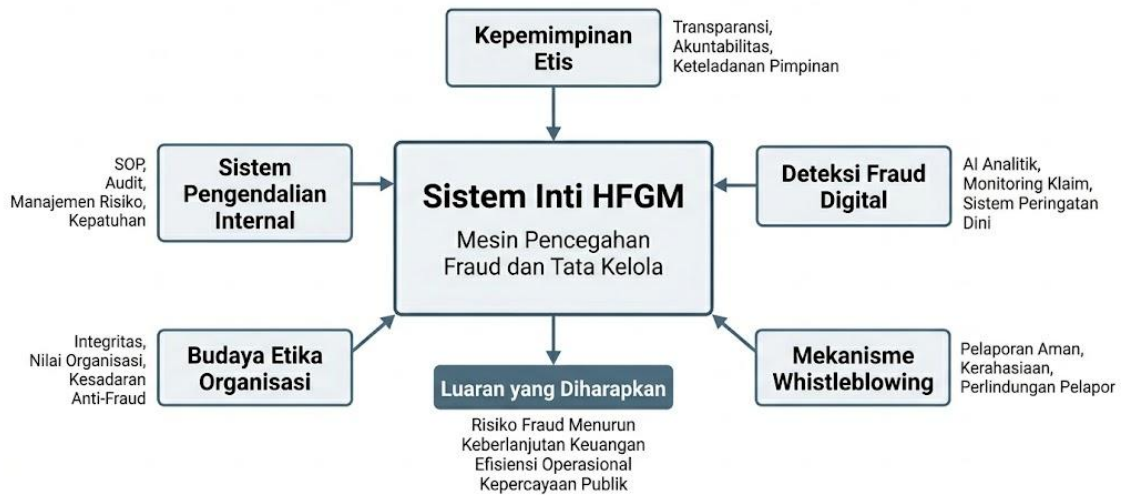 Kepemimpinan
Etis
Transparansi,
Akuntabilitas,
Keteladanan Pimpinan
SOP,
Audit,
Manajemen Risiko,
Kepatuhan
Sistem
Pengendalian
Internal
Sistem Inti HFGM
Mesin Pencegahan
Fraud dan Tata Kelola
Deteksi Fraud
Digital
AI Analitik,
Monitoring Klaim,
Sistem Peringatan
Dini
Integritas,
Nilai Organisasi,
Kesadaran
Anti-Fraud
Budaya Etika
Organisasi
Luaran yang Diharapkan
Risiko Fraud Menurun
Keberlanjutan Keuangan
Efisiensi Operasional
Kepercayaan Publik
Mekanisme
Whistleblowing
Pelaporan Aman,
Kerahasiaan,
Perlindungan Pelapor